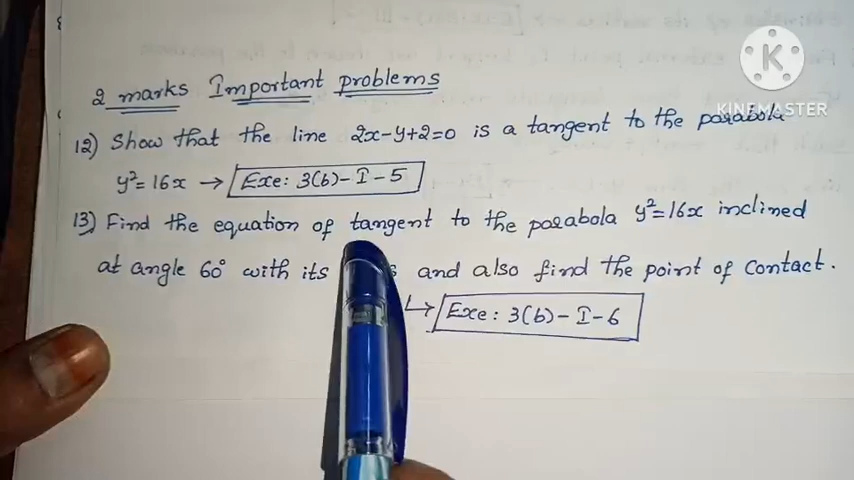 2 marks Important problems
KINEMASTER
12) Show that the line 2x-y+2=0 is a tangent to the parabola
y²=16x → Exe: 3(b)-I-5
13) Find the equation of tangent to the parabola y²=16x inclined
at angle 60° with its and also find the point of Contact.
↳ Exe: 3(b)-I-6